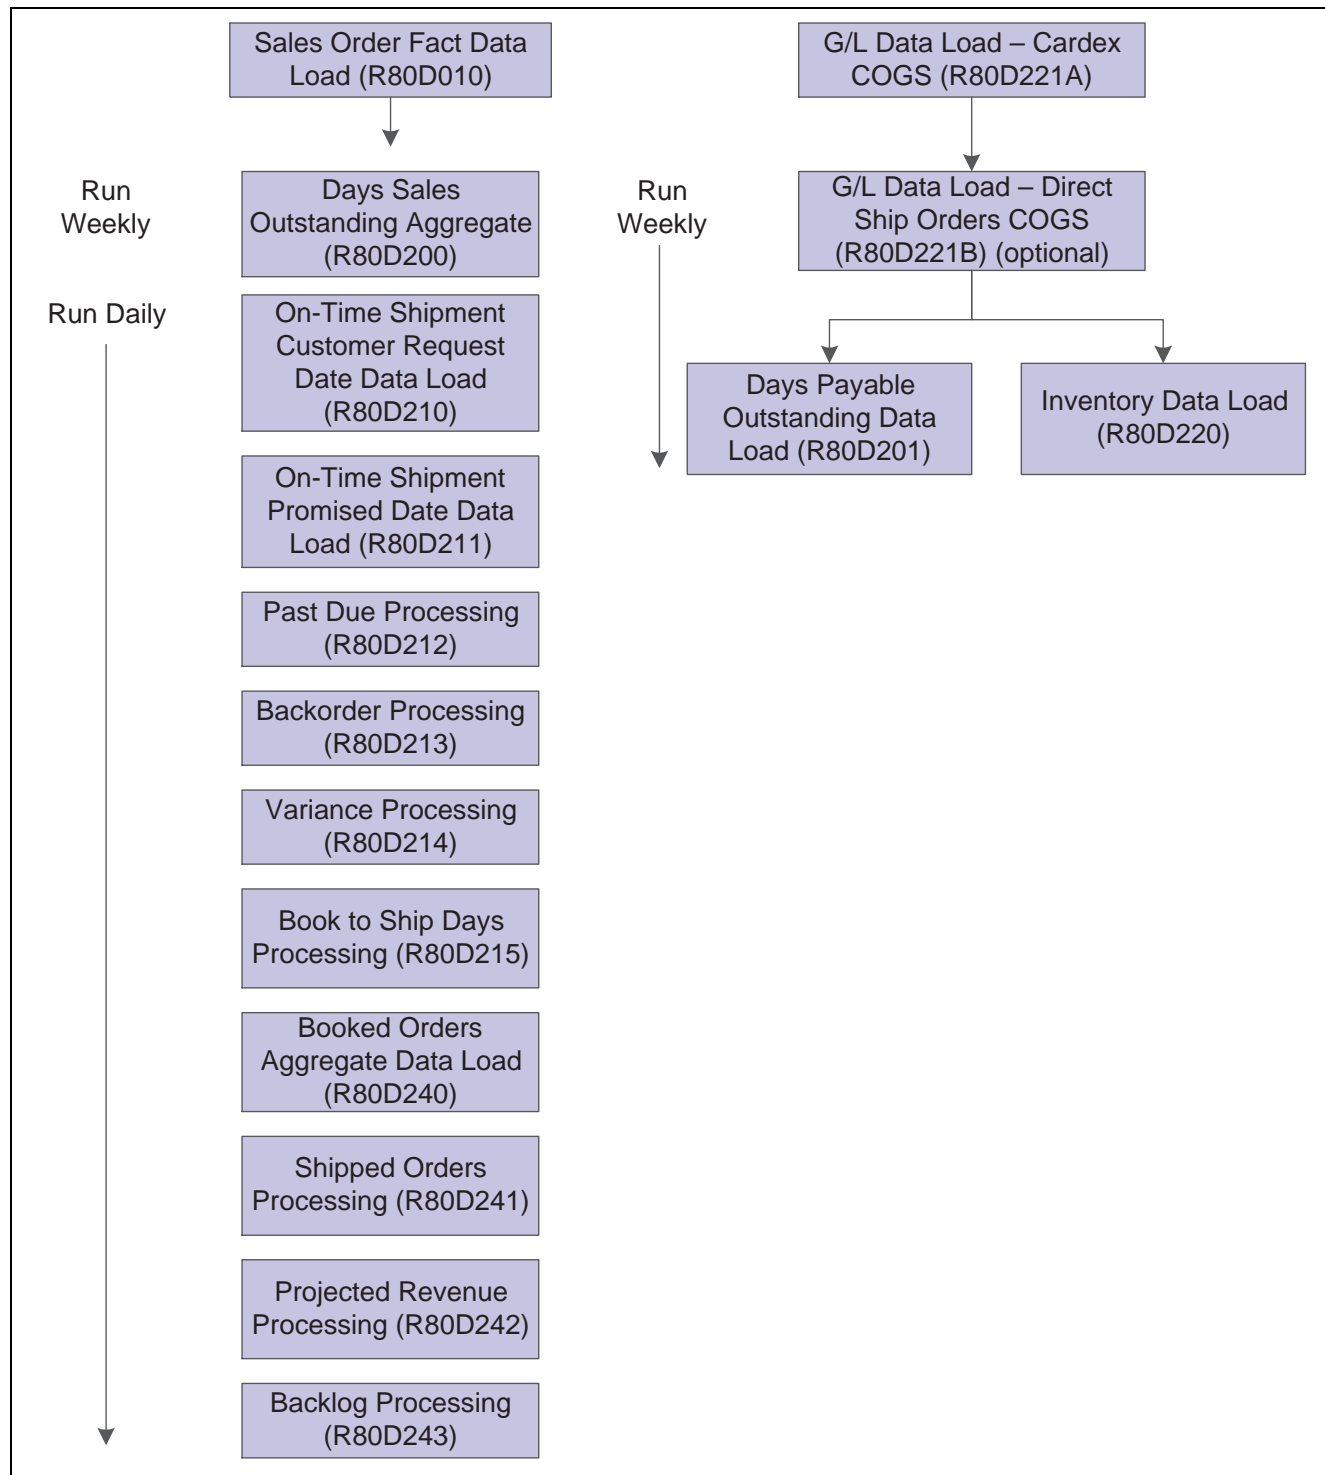 Sales Order Fact Data
Load (R80D010)
G/L Data Load – Cardex
COGS (R80D221A)
Run
Weekly
Days Sales
Outstanding Aggregate
(R80D200)
Run
Weekly
G/L Data Load – Direct
Ship Orders COGS
(R80D221B) (optional)
Run Daily
On-Time Shipment
Customer Request
Date Data Load
(R80D210)
Days Payable
Outstanding Data
Load (R80D201)
Inventory Data Load
(R80D220)
On-Time Shipment
Promised Date Data
Load (R80D211)
Past Due Processing
(R80D212)
Backorder Processing
(R80D213)
Variance Processing
(R80D214)
Book to Ship Days
Processing (R80D215)
Booked Orders
Aggregate Data Load
(R80D240)
Shipped Orders
Processing (R80D241)
Projected Revenue
Processing (R80D242)
Backlog Processing
(R80D243)